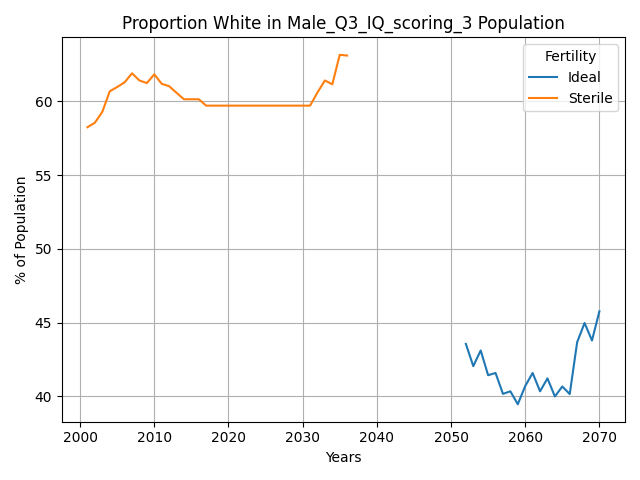 Proportion White in Male_Q3_IQ_scoring_3 Population
Fertility
Ideal
Sterile
% of Population
60
55
50
45
40
2000 2010 2020 2030 2040 2050 2060 2070
Years